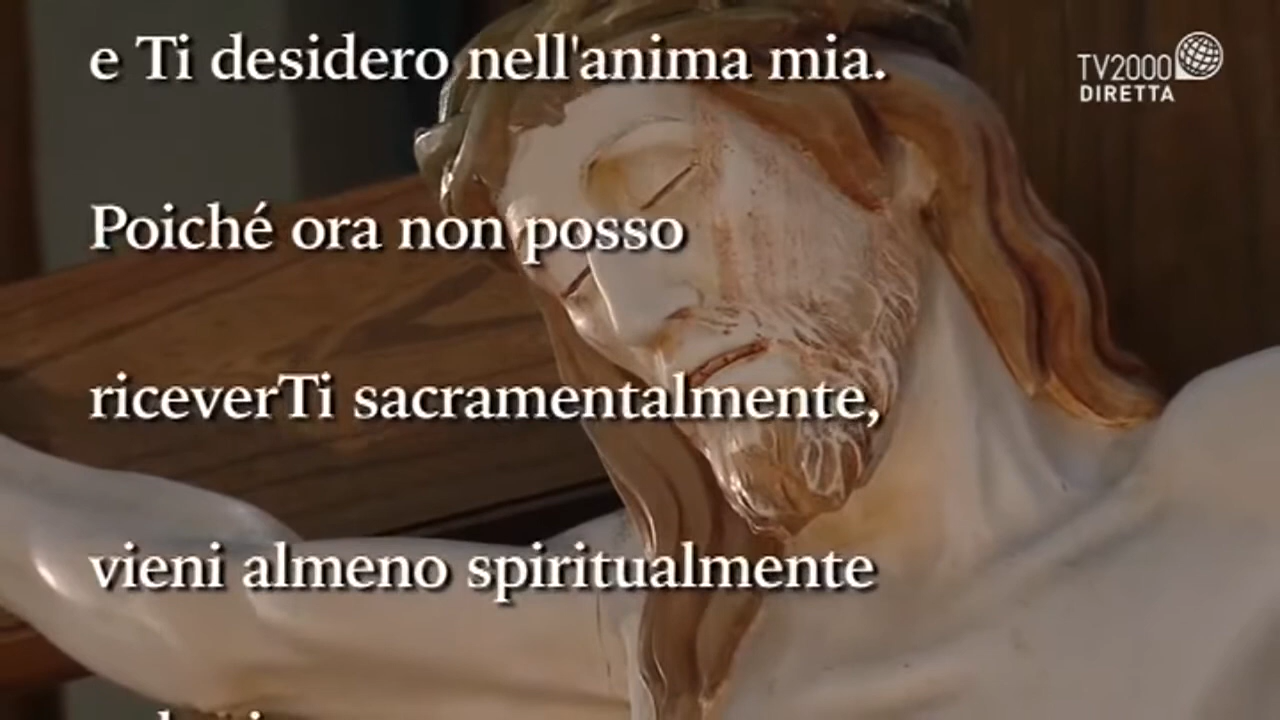 e Ti desidero nell'anima mia.
TV2000
DIRETTA
Poiché ora non posso
riceverTi sacramentalmente,
vieni almeno spiritualmente